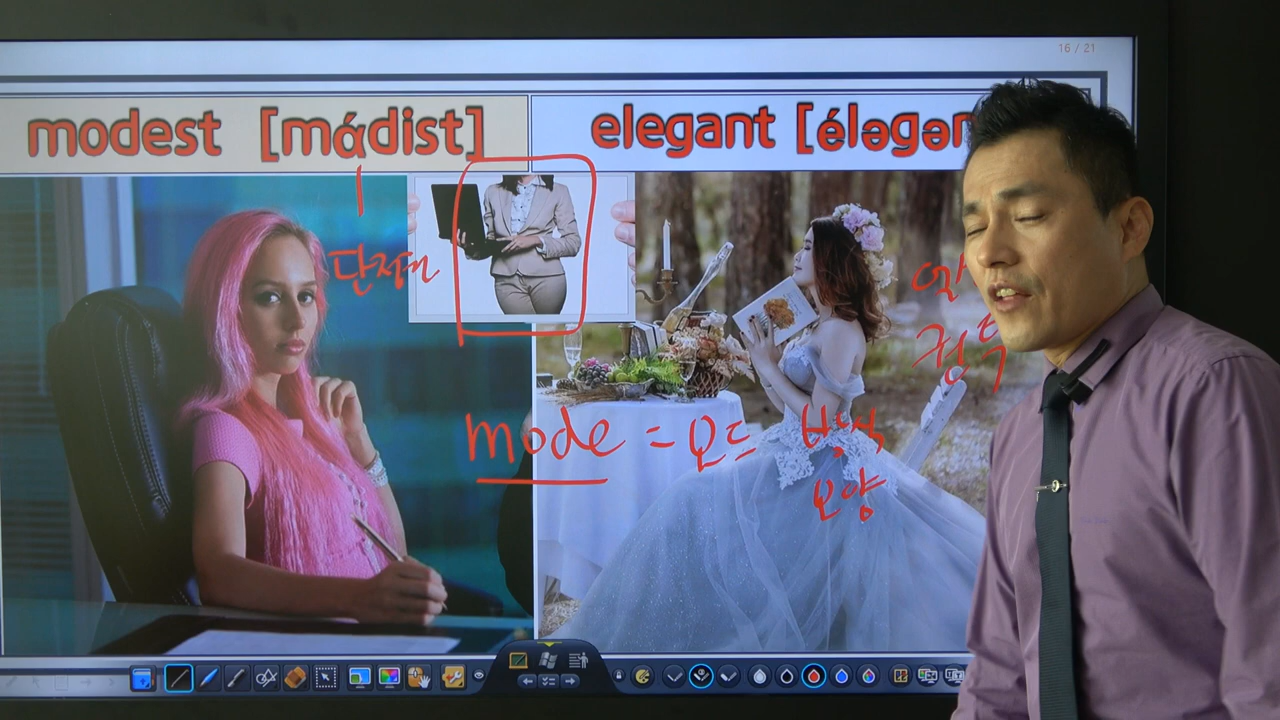 16 / 21
modest [mάdist]
elegant [éləgən
단정한
mode = 모드 방식
모양